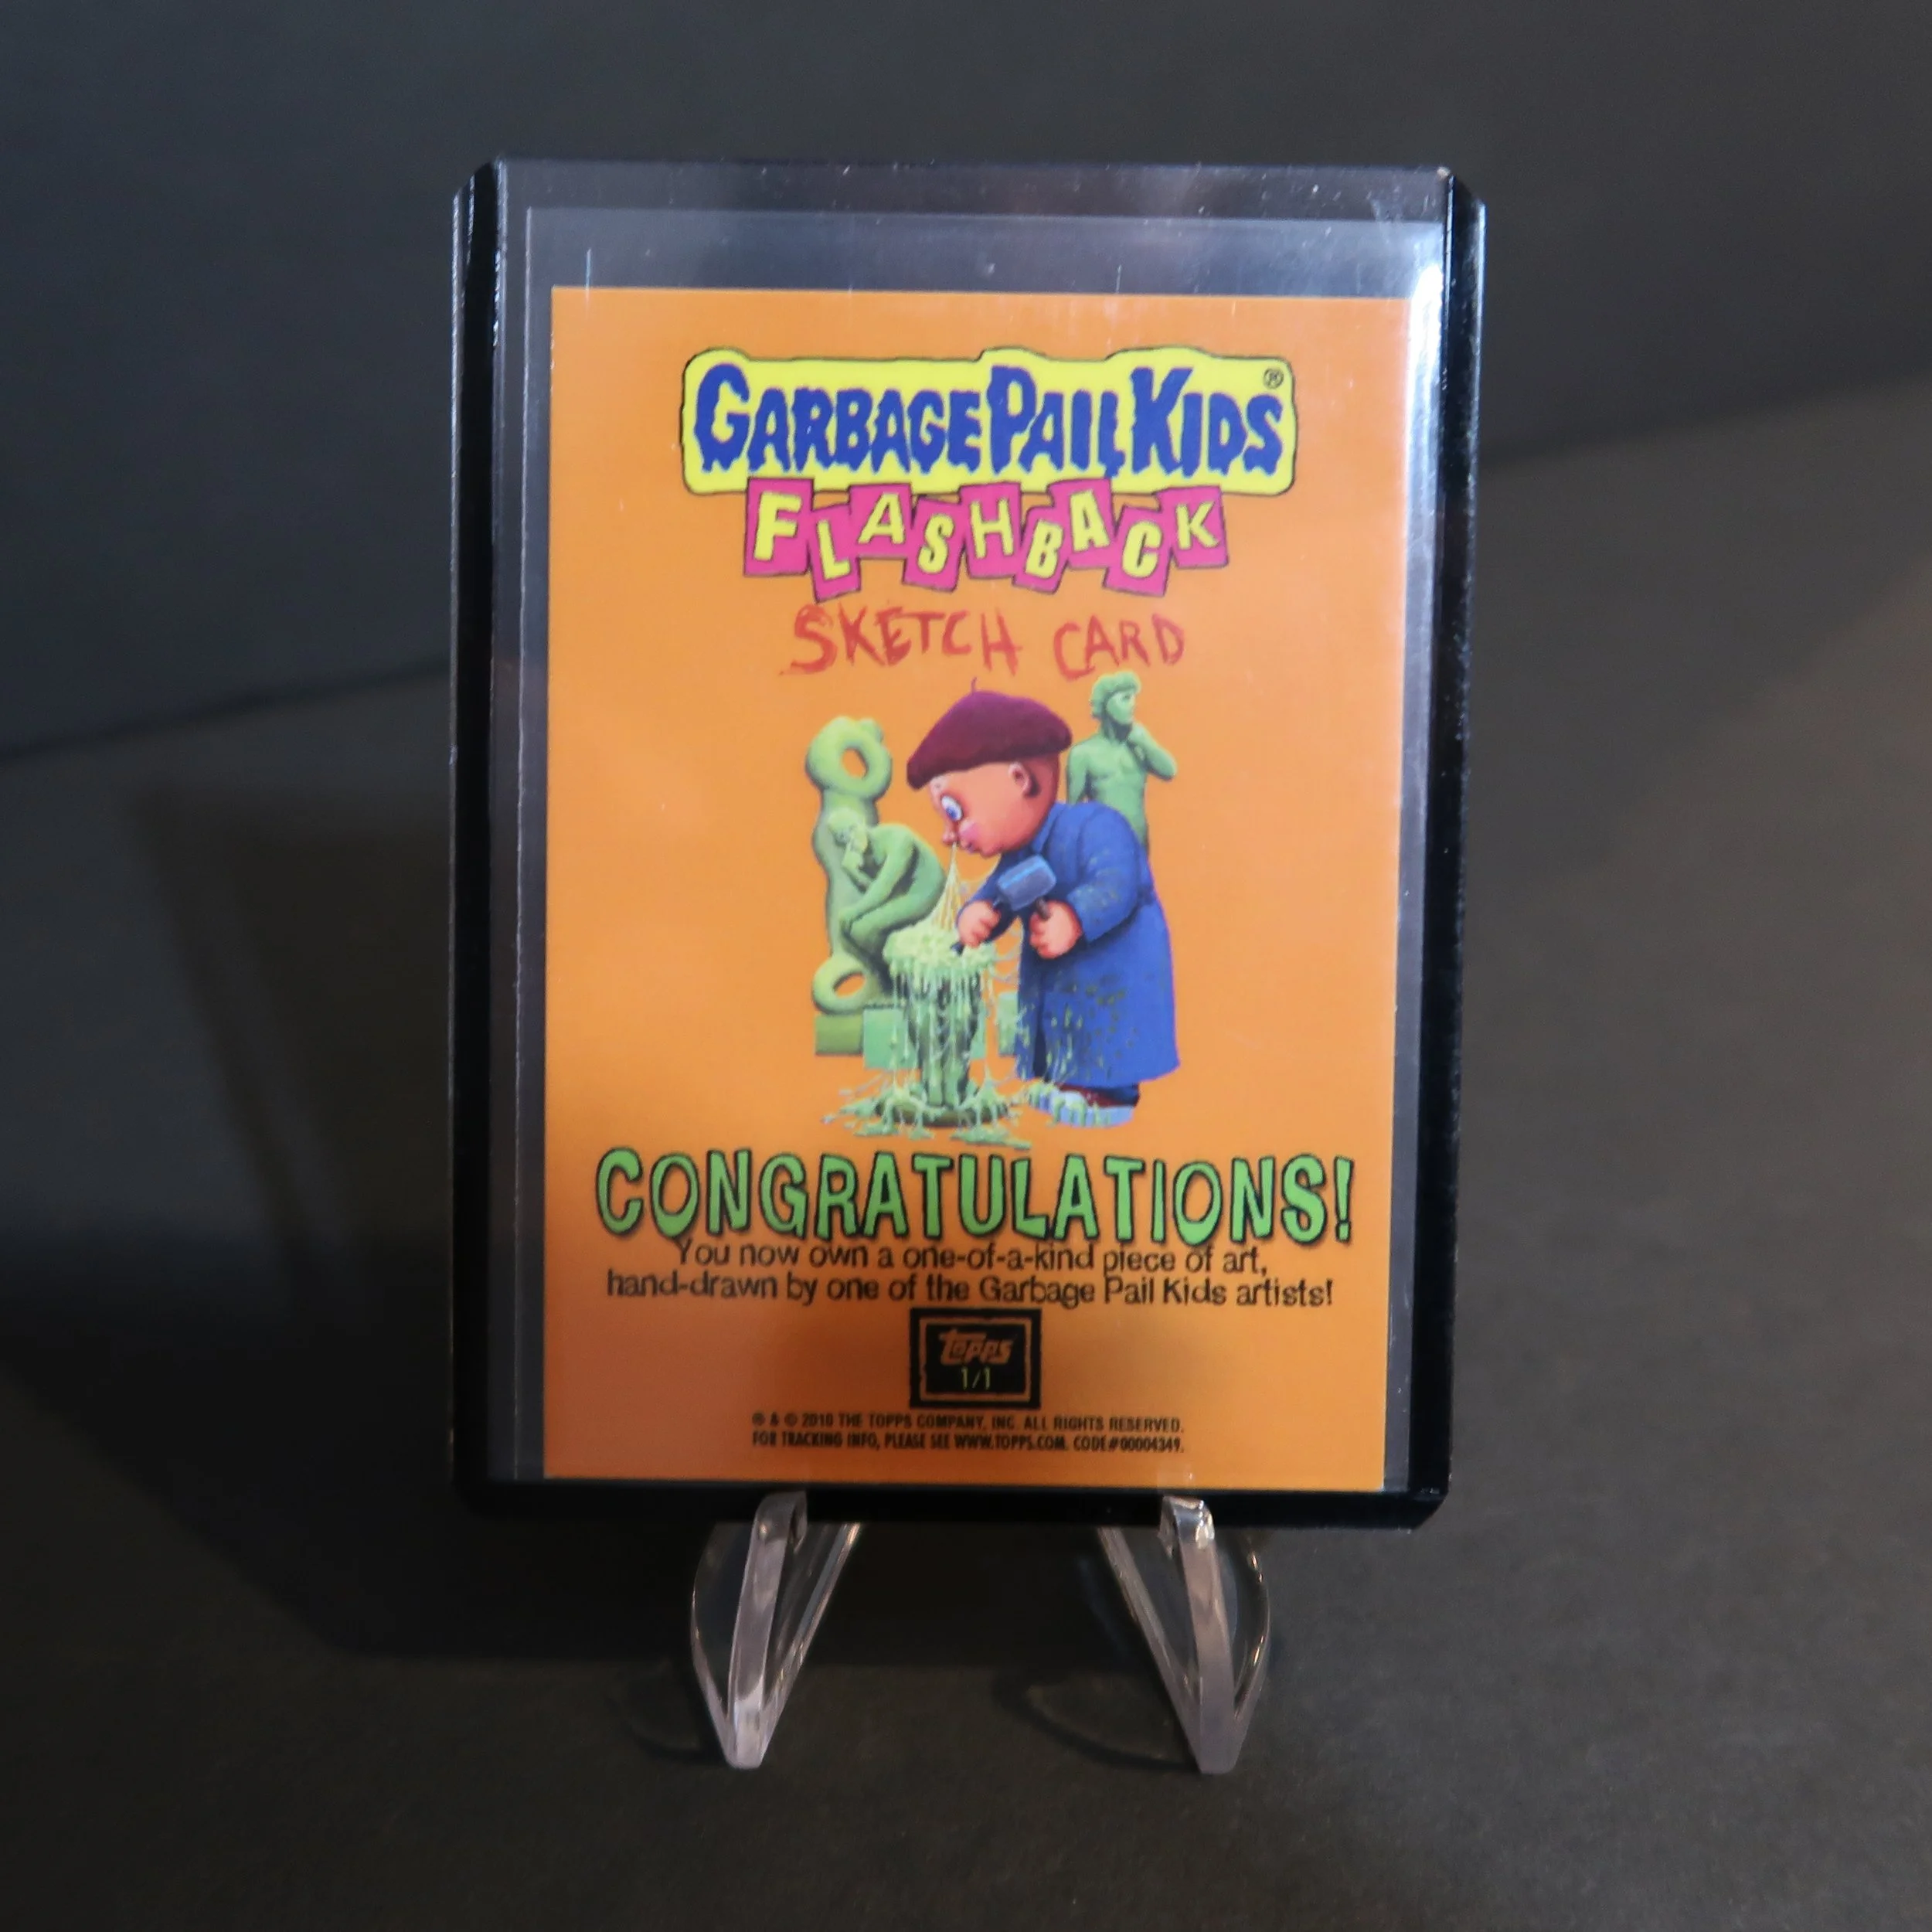 GARBAGE PAIL KIDS®
FLASHBACK
SKETCH CARD
CONGRATULATIONS!
You now own a one-of-a-kind piece of art,
hand-drawn by one of the Garbage Pail Kids artists!
Topps
1/1
® & © 2010 THE TOPPS COMPANY, INC. ALL RIGHTS RESERVED.
FOR TRACKING INFO, PLEASE SEE WWW.TOPPS.COM. CODE#00004349.